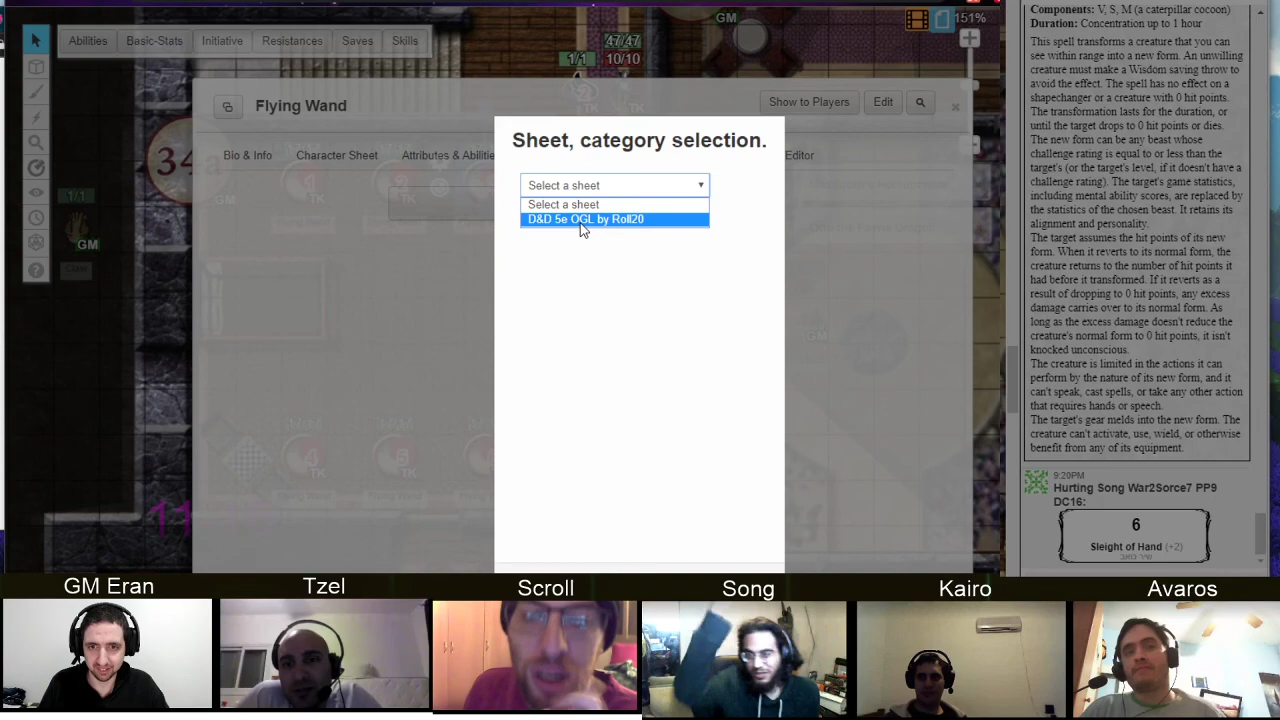 Abilities Basic-Stats Initiative Resistances Saves Skills
GM
151%
47/47
1/1 10/10
TK TK
Flying Wand
Show to Players Edit
Bio & Info Character Sheet Attributes & Abilitie Editor
34
1/1
GM
Claw
Sheet, category selection.
Select a sheet
Select a sheet
D&D 5e OGL by Roll20
GM
TK TK
Flying Wand Flying Wand
11
Components: V, S, M (a caterpillar cocoon)
Duration: Concentration up to 1 hour
This spell transforms a creature that you can
see within range into a new form. An unwilling
creature must make a Wisdom saving throw to
avoid the effect. The spell has no effect on a
shapechanger or a creature with 0 hit points.
The transformation lasts for the duration, or
until the target drops to 0 hit points or dies.
The new form can be any beast whose
challenge rating is equal to or less than the
target's (or the target's level, if it doesn't have a
challenge rating). The target's game statistics,
including mental ability scores, are replaced by
the statistics of the chosen beast. It retains its
alignment and personality.
The target assumes the hit points of its new
form. When it reverts to its normal form, the
creature returns to the number of hit points it
had before it transformed. If it reverts as a
result of dropping to 0 hit points, any excess
damage carries over to its normal form. As
long as the excess damage doesn't reduce the
creature's normal form to 0 hit points, it isn't
knocked unconscious.
The creature is limited in the actions it can
perform by the nature of its new form, and it
can't speak, cast spells, or take any other action
that requires hands or speech.
The target's gear melds into the new form. The
creature can't activate, use, wield, or otherwise
benefit from any of its equipment.
9:20PM
Hurting Song War2Sorce7 PP9
DC16:
6
Sleight of Hand (+2)
GM Eran Tzel Scroll Song Kairo Avaros